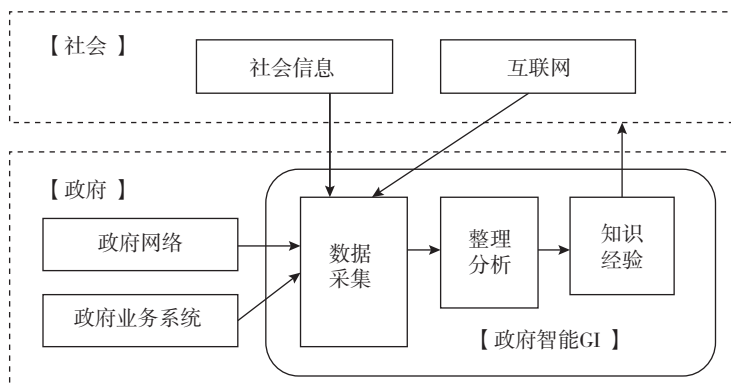 【社会】
社会信息
互联网
【政府】
政府网络
政府业务系统
数据
采集
整理
分析
知识
经验
【政府智能GI】